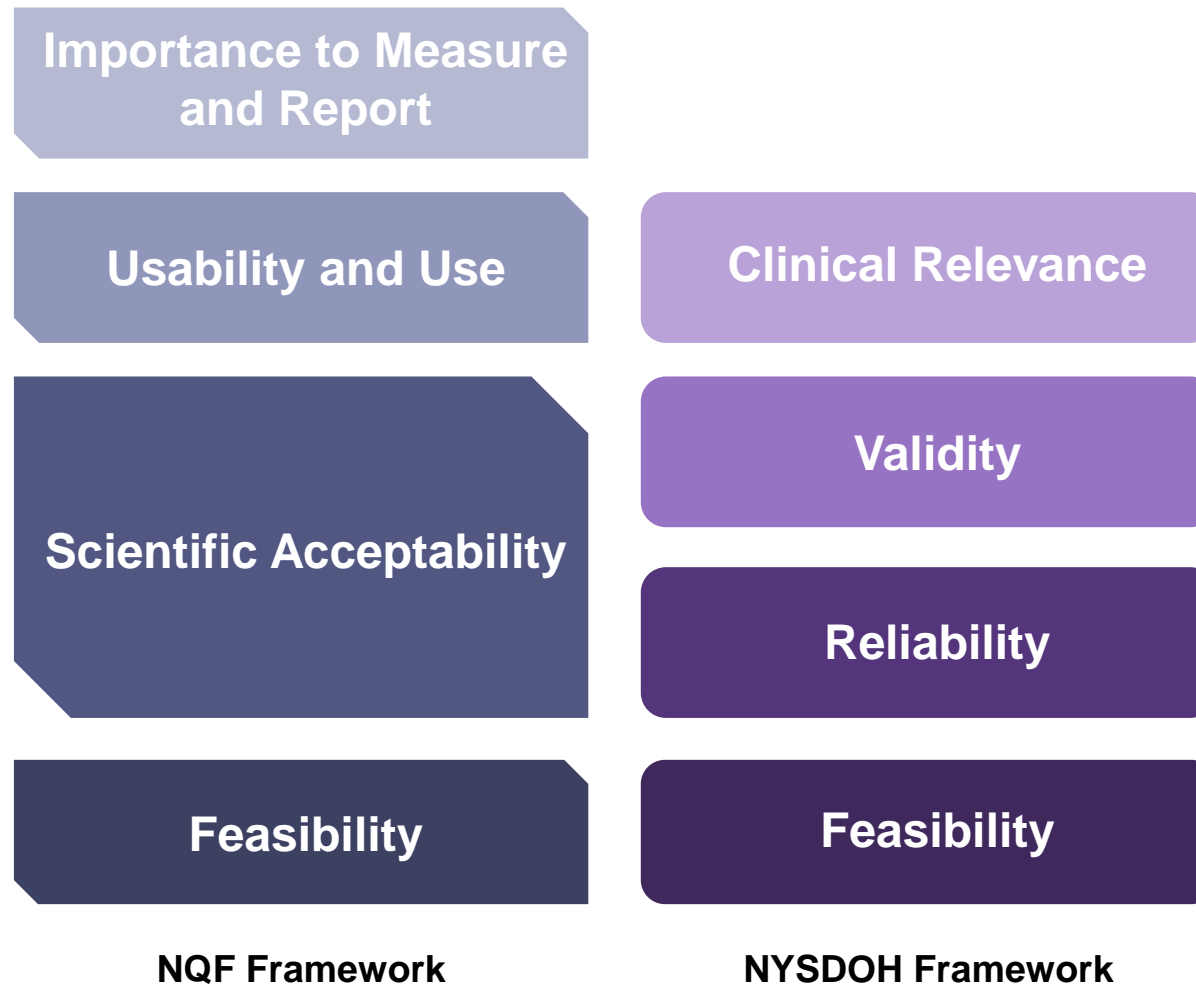 Importance to Measure
and Report
Usability and Use
Scientific Acceptability
Feasibility
NQF Framework
Clinical Relevance
Validity
Reliability
Feasibility
NYSDOH Framework